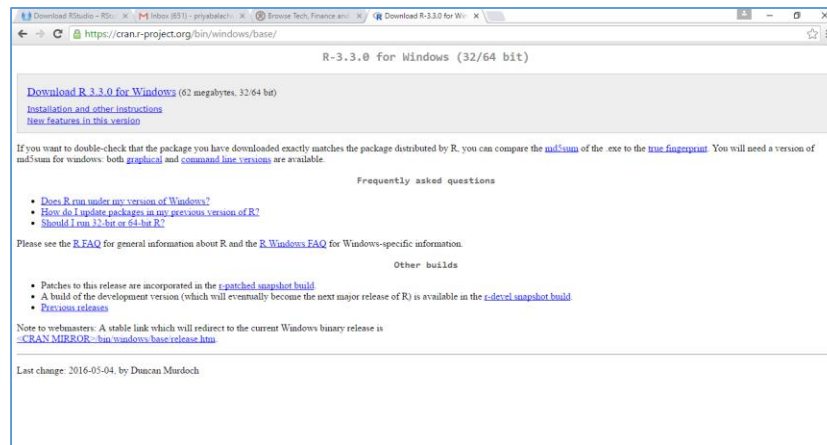 Download RStudio – RStu
Inbox (651) - priyabalach
Browse Tech, Finance and
Download R-3.3.0 for Win
https://cran.r-project.org/bin/windows/base/
R-3.3.0 for Windows (32/64 bit)
Download R 3.3.0 for Windows (62 megabytes, 32/64 bit)
Installation and other instructions
New features in this version
If you want to double-check that the package you have downloaded exactly matches the package distributed by R, you can compare the md5sum of the .exe to the true fingerprint. You will need a version of
md5sum for windows: both graphical and command line versions are available.
Frequently asked questions
• Does R run under my version of Windows?
• How do I update packages in my previous version of R?
• Should I run 32-bit or 64-bit R?
Please see the R FAQ for general information about R and the R Windows FAQ for Windows-specific information.
Other builds
• Patches to this release are incorporated in the r-patched snapshot build.
• A build of the development version (which will eventually become the next major release of R) is available in the r-devel snapshot build.
• Previous releases
Note to webmasters: A stable link which will redirect to the current Windows binary release is
<CRAN MIRROR>/bin/windows/base/release.htm.
Last change: 2016-05-04, by Duncan Murdoch